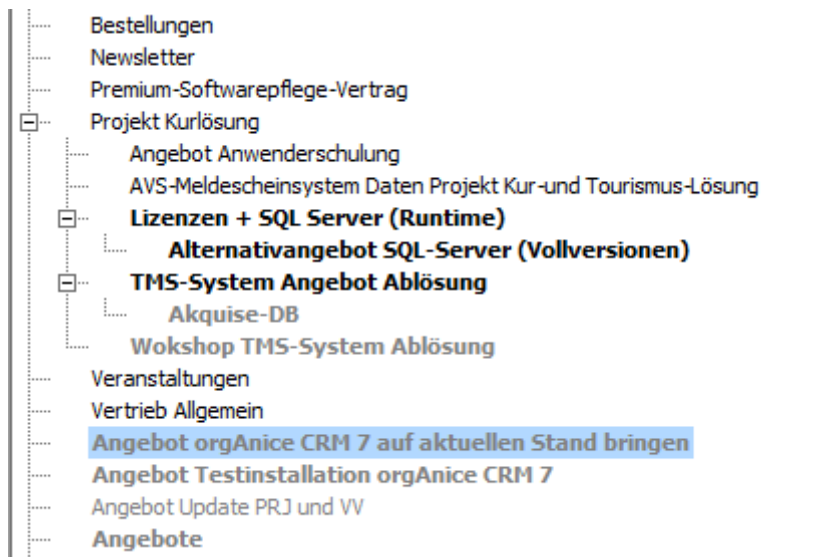 Bestellungen
Newsletter
Premium-Softwarepflege-Vertrag
Projekt Kurlösung
Angebot Anwenderschulung
AVS-Meldescheinsystem Daten Projekt Kur-und Tourismus-Lösung
Lizenzen + SQL Server (Runtime)
Alternativangebot SQL-Server (Vollversionen)
TMS-System Angebot Ablösung
Akquise-DB
Wokshop TMS-System Ablösung
Veranstaltungen
Vertrieb Allgemein
Angebot orgAnice CRM 7 auf aktuellen Stand bringen
Angebot Testinstallation orgAnice CRM 7
Angebot Update PRJ und VV
Angebote